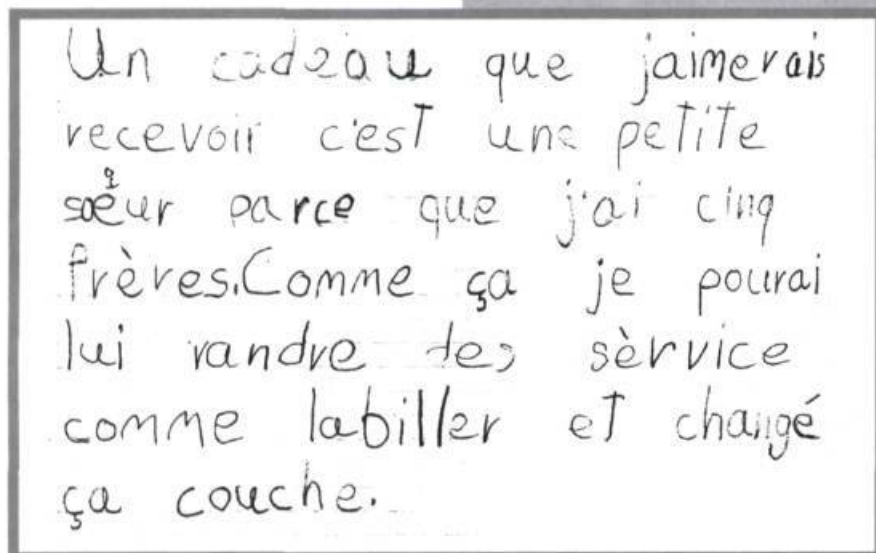 Un cadeau que jaimerais
recevoir c'est une petite
sœur parce que j'ai cinq
frères.Comme ça je pourai
lui randre des sèrvice
comme labiller et changé
ça couche.